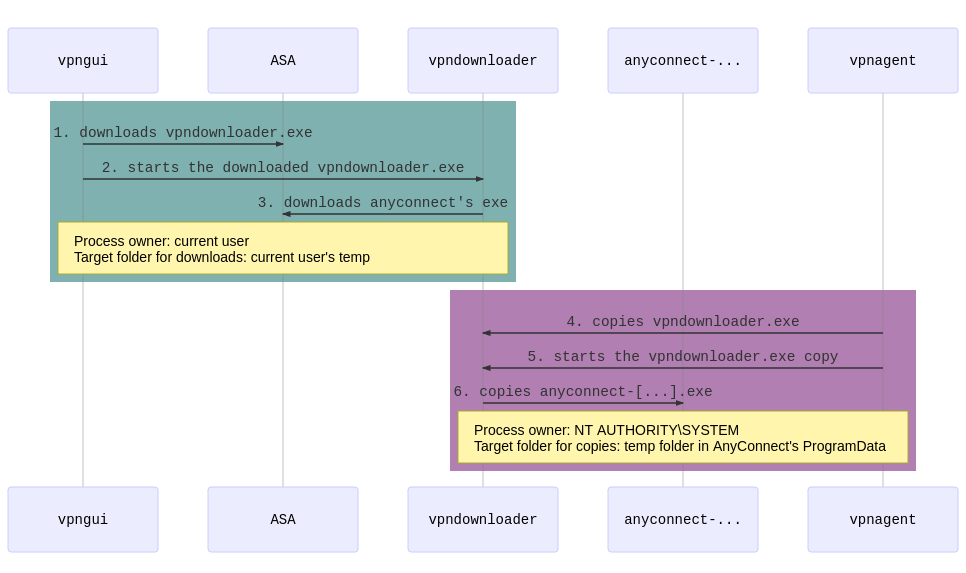 vpngui
ASA
vpndownloader
anyconnect-...
vpnagent
1. downloads vpndownloader.exe
2. starts the downloaded vpndownloader.exe
3. downloads anyconnect's exe
Process owner: current user
Target folder for downloads: current user's temp
4. copies vpndownloader.exe
5. starts the vpndownloader.exe copy
6. copies anyconnect-[...].exe
Process owner: NT AUTHORITY\SYSTEM
Target folder for copies: temp folder in AnyConnect's ProgramData
vpngui
ASA
vpndownloader
anyconnect-...
vpnagent